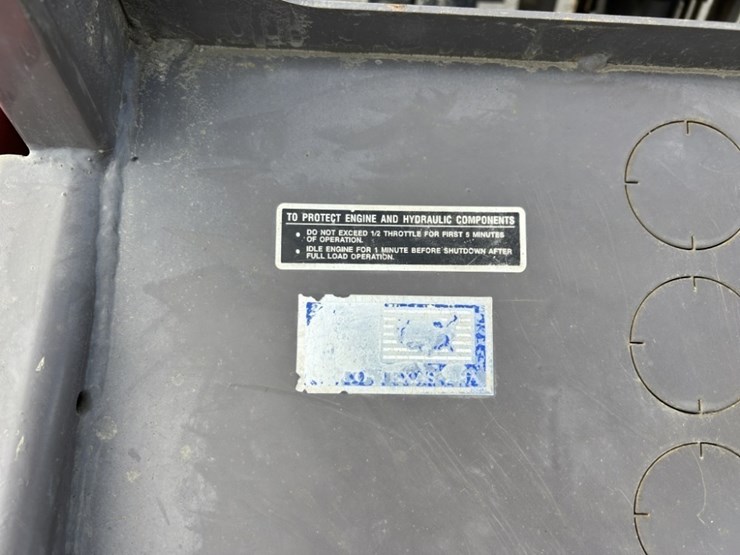 TO PROTECT ENGINE AND HYDRAULIC COMPONENTS
• DO NOT EXCEED 1/2 THROTTLE FOR FIRST 5 MINUTES
OF OPERATION.
• IDLE ENGINE FOR 1 MINUTE BEFORE SHUTDOWN AFTER
FULL LOAD OPERATION.